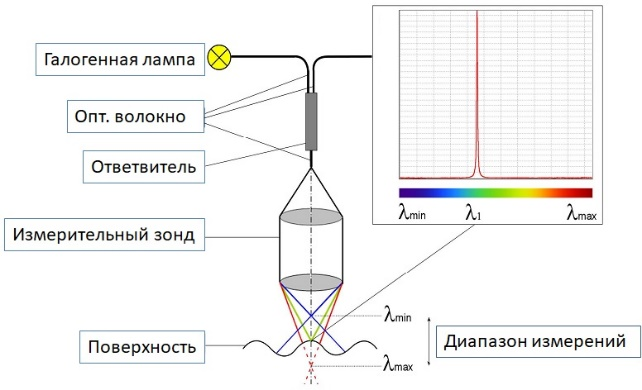 Галогенная лампа
Опт. волокно
Ответвитель
Измерительный зонд
Поверхность
λmin
λ1
λmax
λmin
λmax
Диапазон измерений